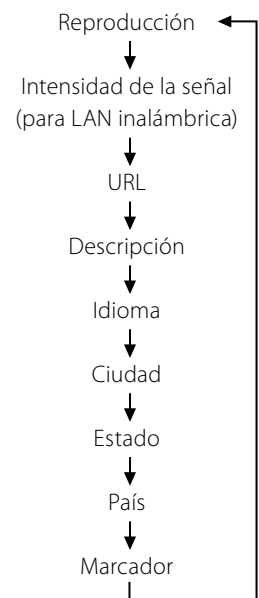 Reproducción
Intensidad de la señal
(para LAN inalámbrica)
URL
Descripción
Idioma
Ciudad
Estado
País
Marcador